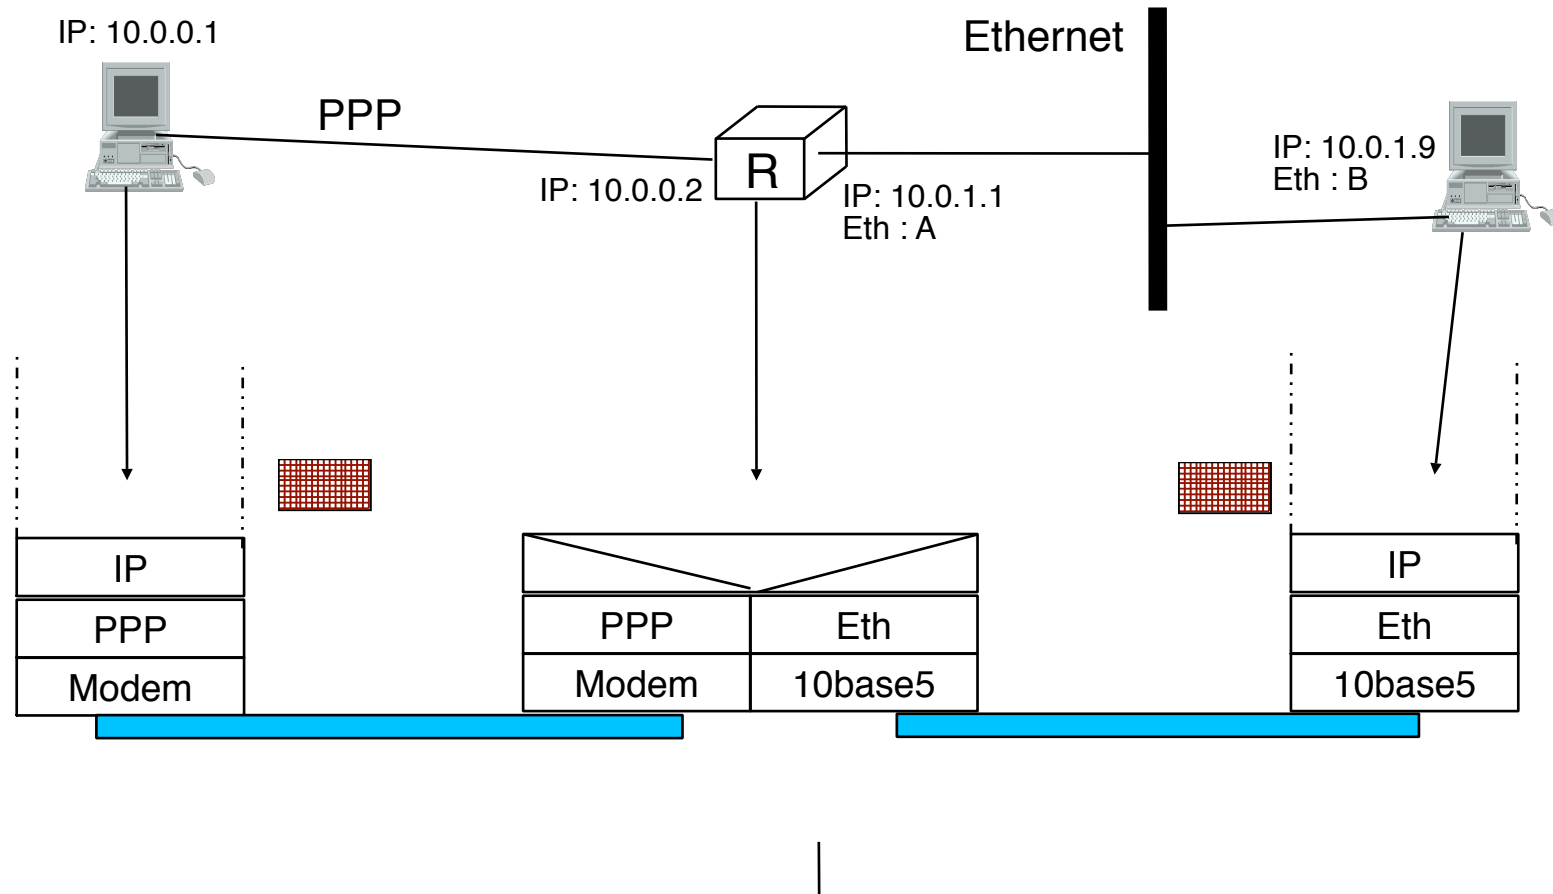 IP: 10.0.0.1
Ethernet
PPP
IP: 10.0.1.9
Eth : B
R
IP: 10.0.0.2
IP: 10.0.1.1
Eth : A
IP
IP
PPP
PPP
Eth
Eth
Modem
Modem
10base5
10base5